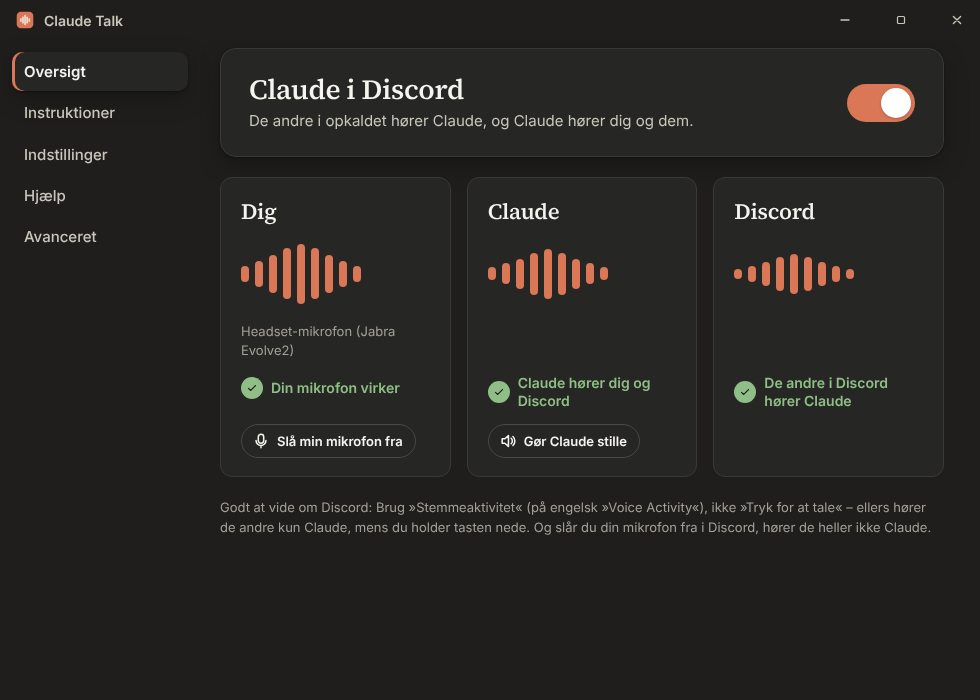 Claude Talk
Oversigt
Instruktioner
Indstillinger
Hjælp
Avanceret
Claude i Discord
De andre i opkaldet hører Claude, og Claude hører dig og dem.
Dig
Headset-mikrofon (Jabra
Evolve2)
Din mikrofon virker
Slå min mikrofon fra
Claude
Claude hører dig og
Discord
Gør Claude stille
Discord
De andre i Discord
hører Claude
Godt at vide om Discord: Brug »Stemmeaktivitet« (på engelsk »Voice Activity«), ikke »Tryk for at tale« – ellers hører
de andre kun Claude, mens du holder tasten nede. Og slår du din mikrofon fra i Discord, hører de heller ikke Claude.